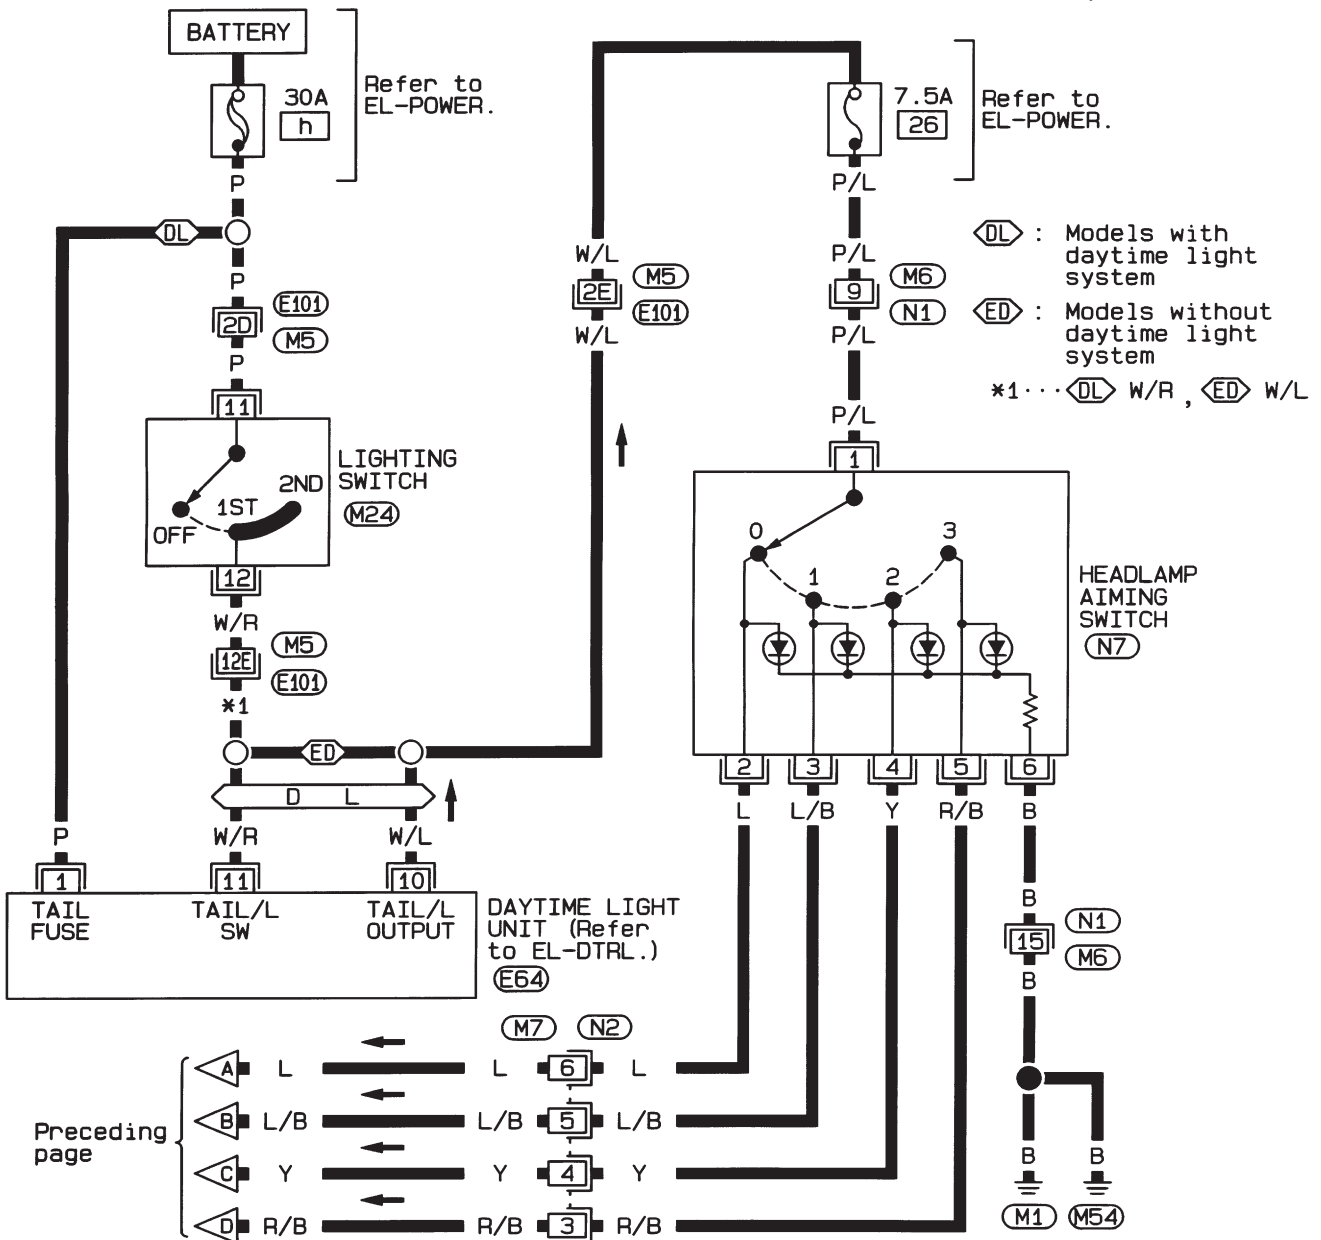 BATTERY
30A
h
Refer to
EL-POWER.
7.5A
26
Refer to
EL-POWER.
P
P/L
DL
P
W/L
M5
2E
E101
W/L
P/L
M6
9
N1
P/L
DL : Models with
daytime light
system
ED : Models without
daytime light
system
*1···DL W/R , ED W/L
E101
2D
M5
P
P/L
11
1
LIGHTING
SWITCH
M24
OFF
1ST
2ND
12
W/R
M5
12E
E101
*1
0
1
2
3
HEADLAMP
AIMING
SWITCH
N7
ED
D L
2
3
4
5
6
L
L/B
Y
R/B
B
P
W/R
W/L
1
11
10
TAIL
FUSE
TAIL/L
SW
TAIL/L
OUTPUT
DAYTIME LIGHT
UNIT (Refer
to EL-DTRL.)
E64
B
N1
15
M6
B
M7
N2
Preceding
page
A L L 6 L
B L/B L/B 5 L/B
C Y Y 4 Y
D R/B R/B 3 R/B
B
B
M1
M54